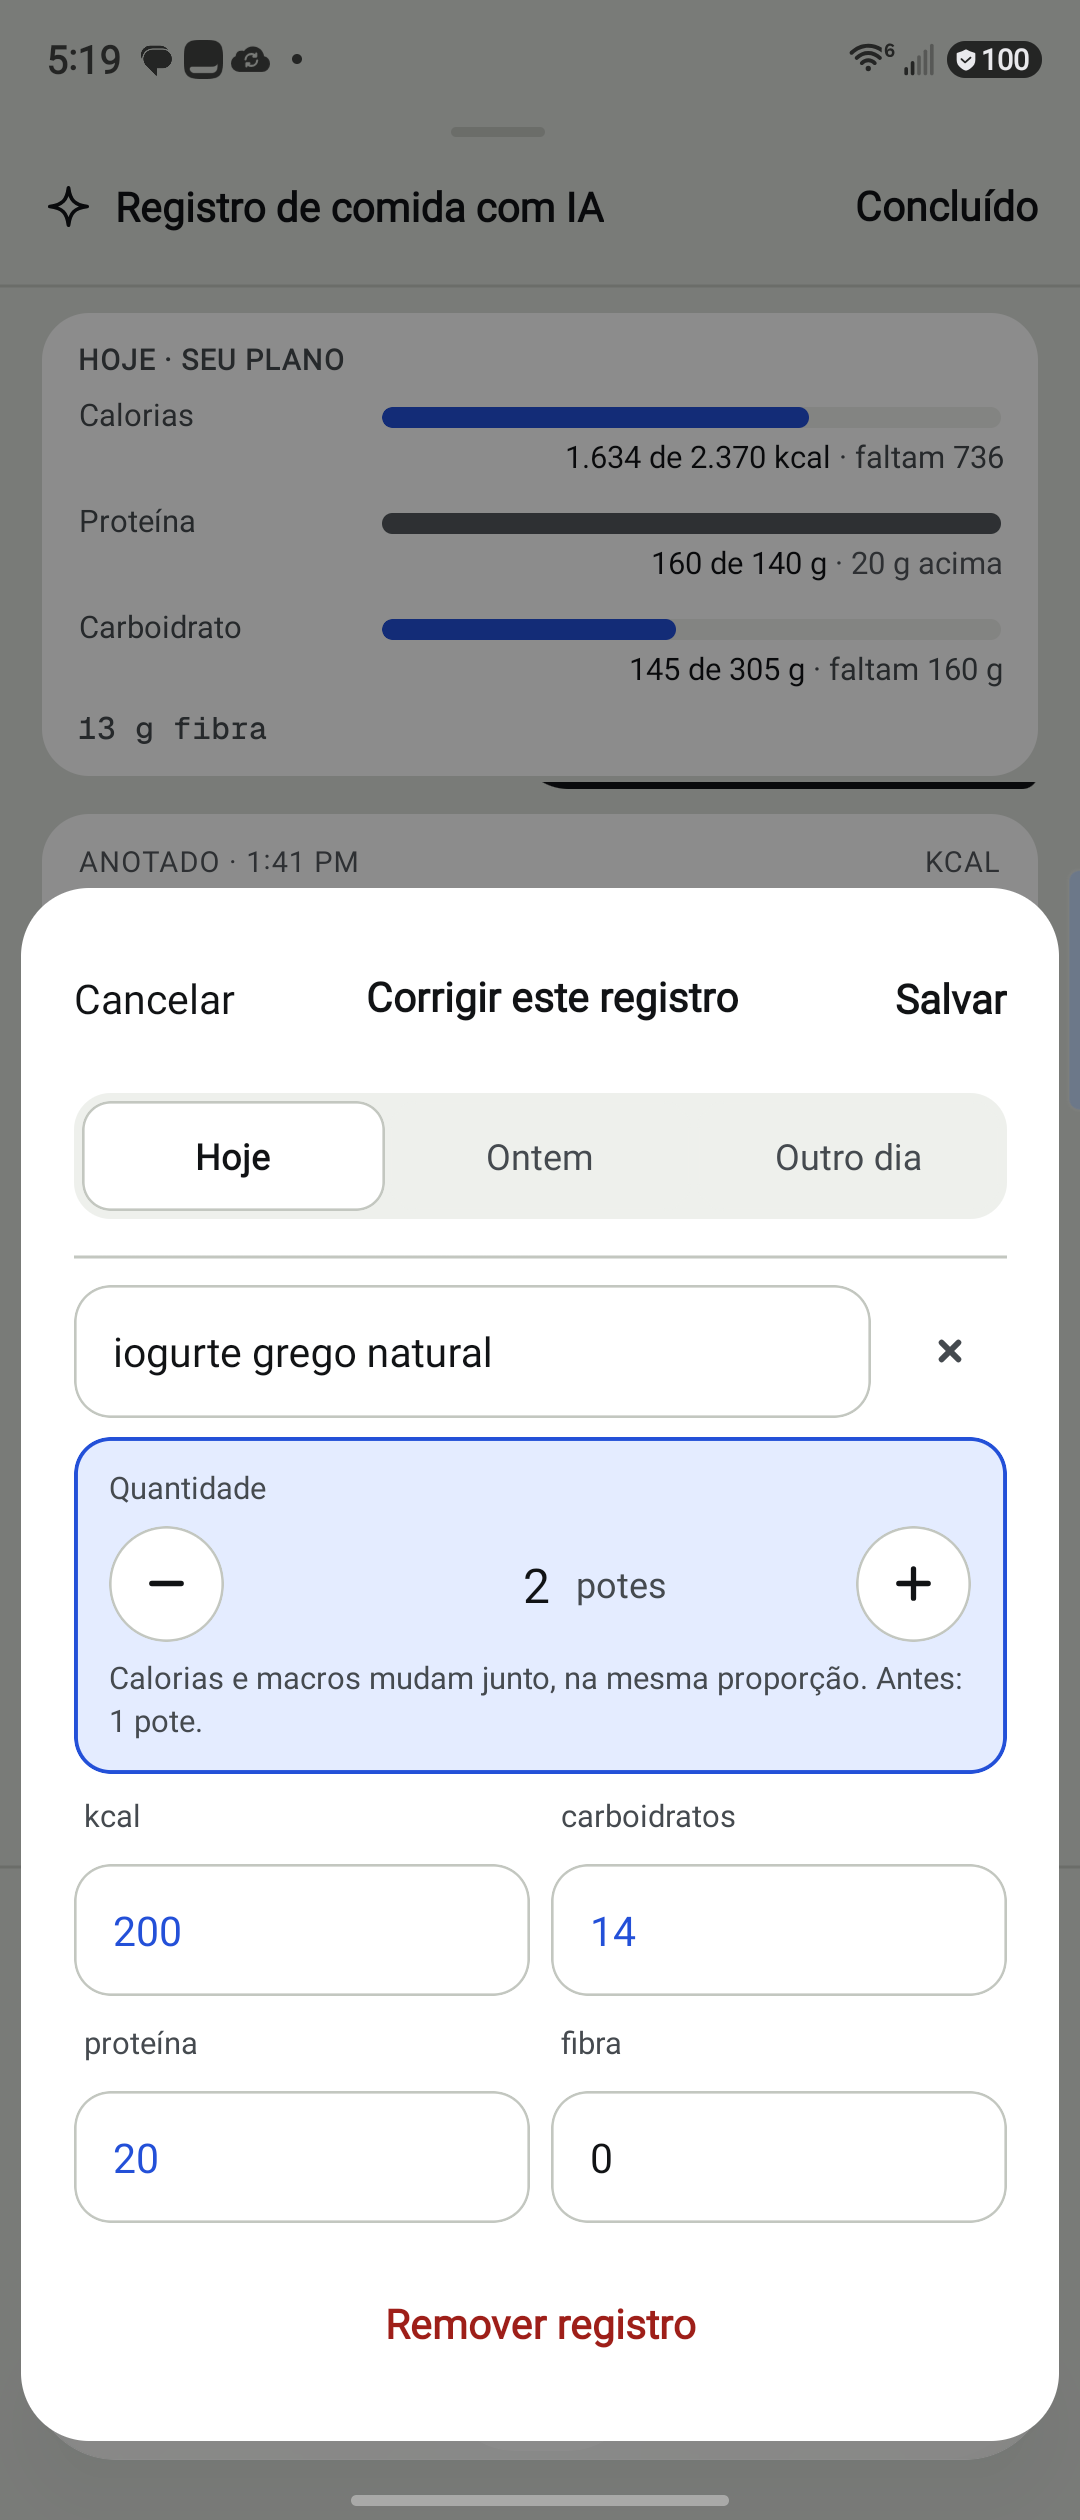 5:19
6
100
Registro de comida com IA
Concluído
HOJE · SEU PLANO
Calorias
1.634 de 2.370 kcal · faltam 736
Proteína
160 de 140 g · 20 g acima
Carboidrato
145 de 305 g · faltam 160 g
13 g fibra
ANOTADO · 1:41 PM
KCAL
Cancelar
Corrigir este registro
Salvar
Hoje
Ontem
Outro dia
iogurte grego natural
Quantidade
2 potes
Calorias e macros mudam junto, na mesma proporção. Antes:
1 pote.
kcal
carboidratos
200
14
proteína
fibra
20
0
Remover registro